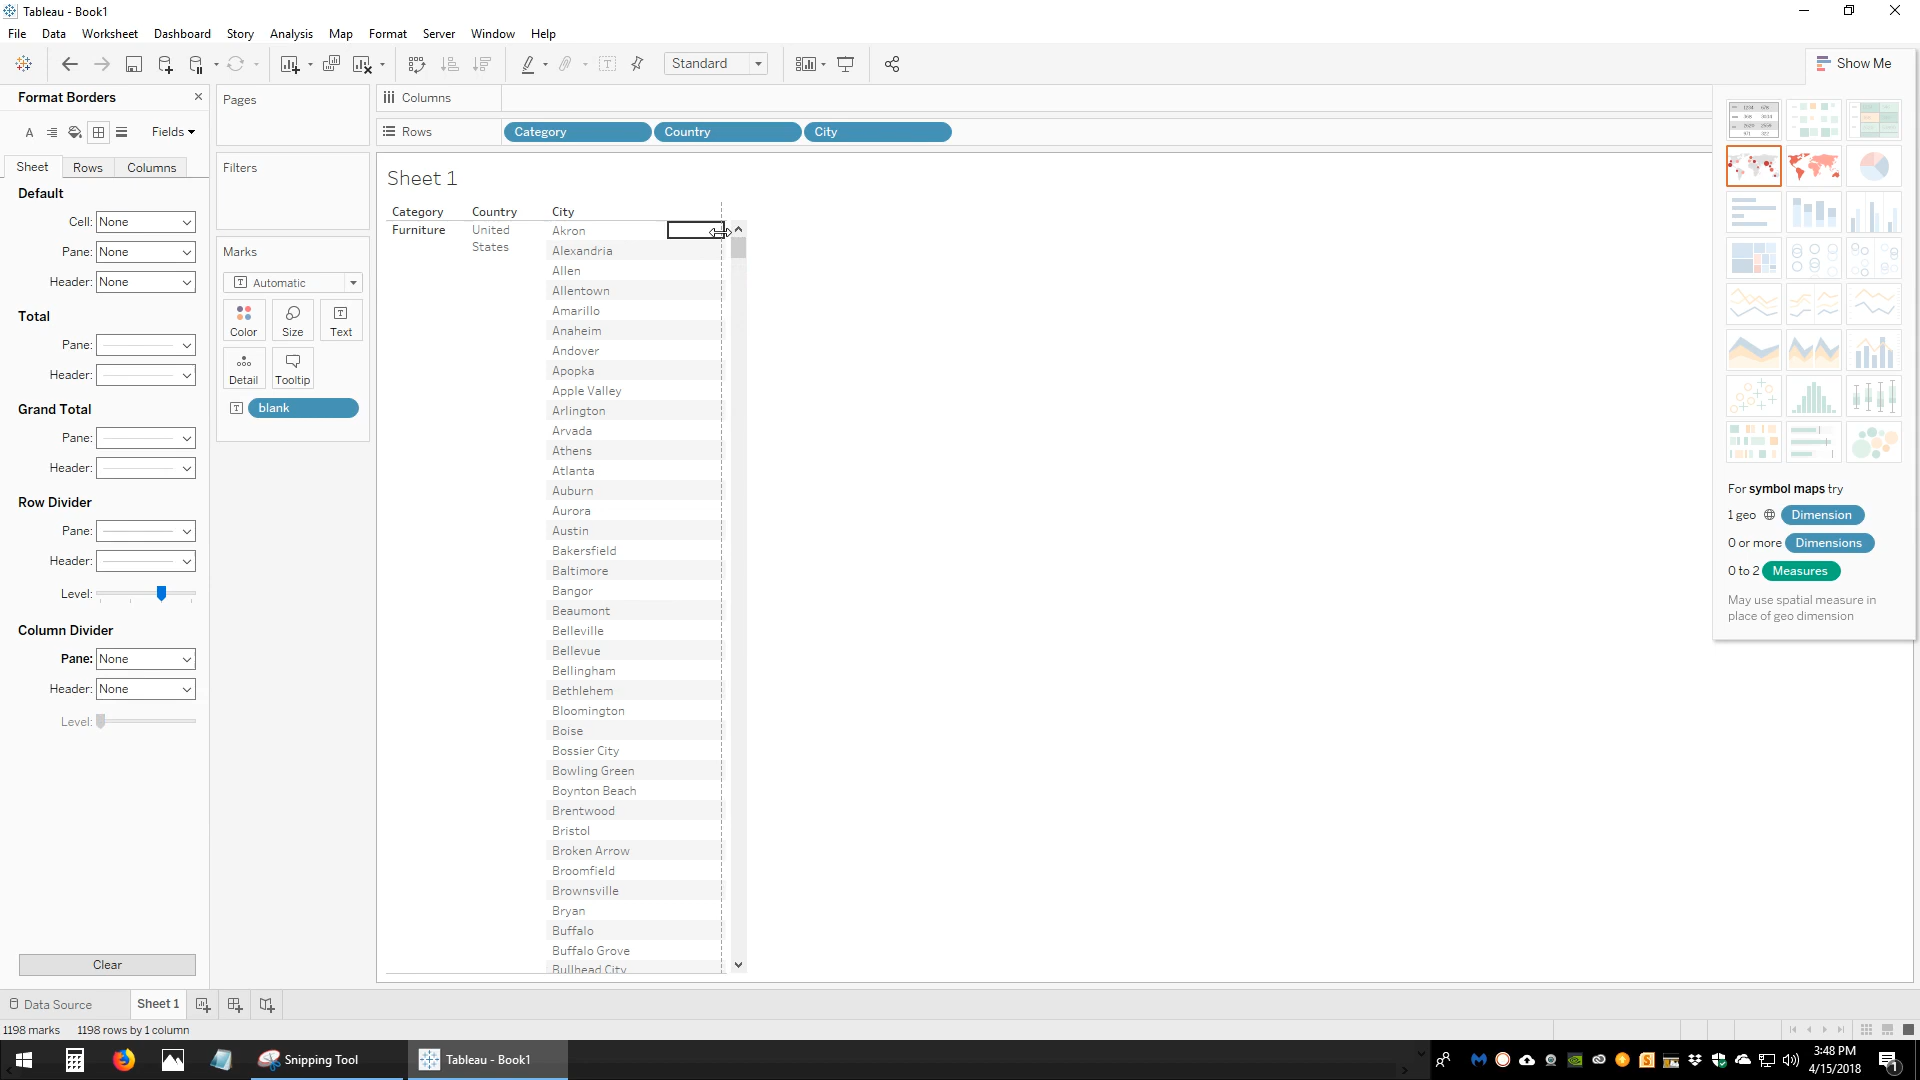 Tableau - Book1
File Data Worksheet Dashboard Story Analysis Map Format Server Window Help
Standard
Show Me
Format Borders
Fields
Sheet Rows Columns
Default
Cell: None
Pane: None
Header: None
Total
Pane:
Header:
Grand Total
Pane:
Header:
Row Divider
Pane:
Header:
Level:
Column Divider
Pane: None
Header: None
Level:
Clear
Pages
Filters
Marks
Automatic
Color Size Text
Detail Tooltip
blank
Columns
Rows Category Country City
Sheet 1
Category Country City
Furniture United States Akron
Alexandria
Allen
Allentown
Amarillo
Anaheim
Andover
Apopka
Apple Valley
Arlington
Arvada
Athens
Atlanta
Auburn
Aurora
Austin
Bakersfield
Baltimore
Bangor
Beaumont
Belleville
Bellevue
Bellingham
Bethlehem
Bloomington
Boise
Bossier City
Bowling Green
Boynton Beach
Brentwood
Bristol
Broken Arrow
Broomfield
Brownsville
Bryan
Buffalo
Buffalo Grove
Bullhead City
For symbol maps try
1 geo Dimension
0 or more Dimensions
0 to 2 Measures
May use spatial measure in
place of geo dimension
Data Source Sheet 1
1198 marks 1198 rows by 1 column
Snipping Tool
Tableau - Book1
3:48 PM
4/15/2018
1